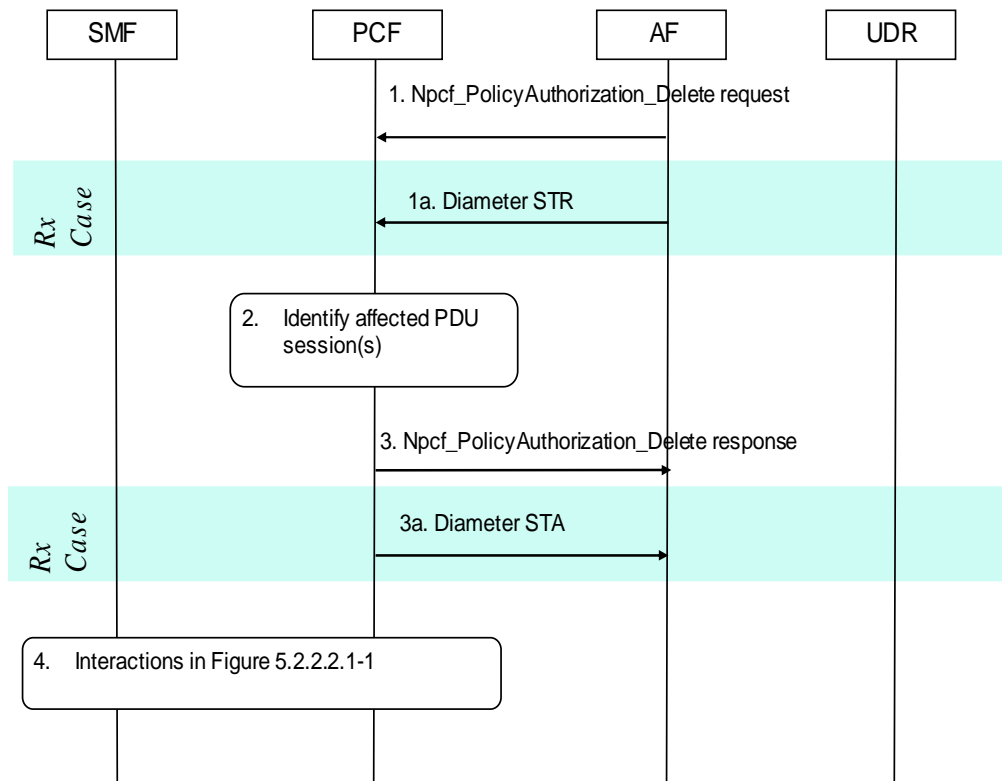 SMF
PCF
AF
UDR
1. Npcf_PolicyAuthorization_Delete request
Rx
Case
1a. Diameter STR
2. Identify affected PDU
session(s)
3. Npcf_PolicyAuthorization_Delete response
Rx
Case
3a. Diameter STA
4. Interactions in Figure 5.2.2.2.1-1